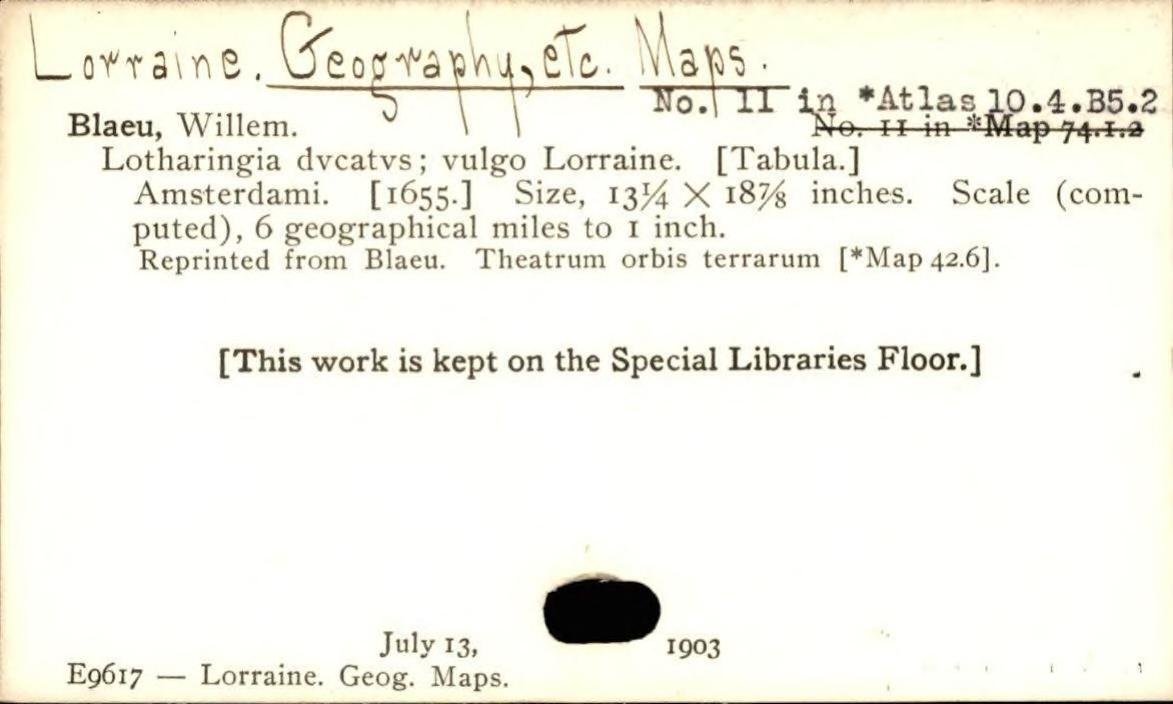 Lorraine. Geography, etc. Maps.
No. II in *Atlas 10.4.B5.2
Blaeu, Willem. No. 11 in *Map 74.1.2
Lotharingia dvcatvs; vulgo Lorraine. [Tabula.]
Amsterdami. [1655.] Size, 13¼ X 18⅞ inches. Scale (com-
puted), 6 geographical miles to 1 inch.
Reprinted from Blaeu. Theatrum orbis terrarum [*Map 42.6].
[This work is kept on the Special Libraries Floor.]
July 13, 1903
E9617 — Lorraine. Geog. Maps.